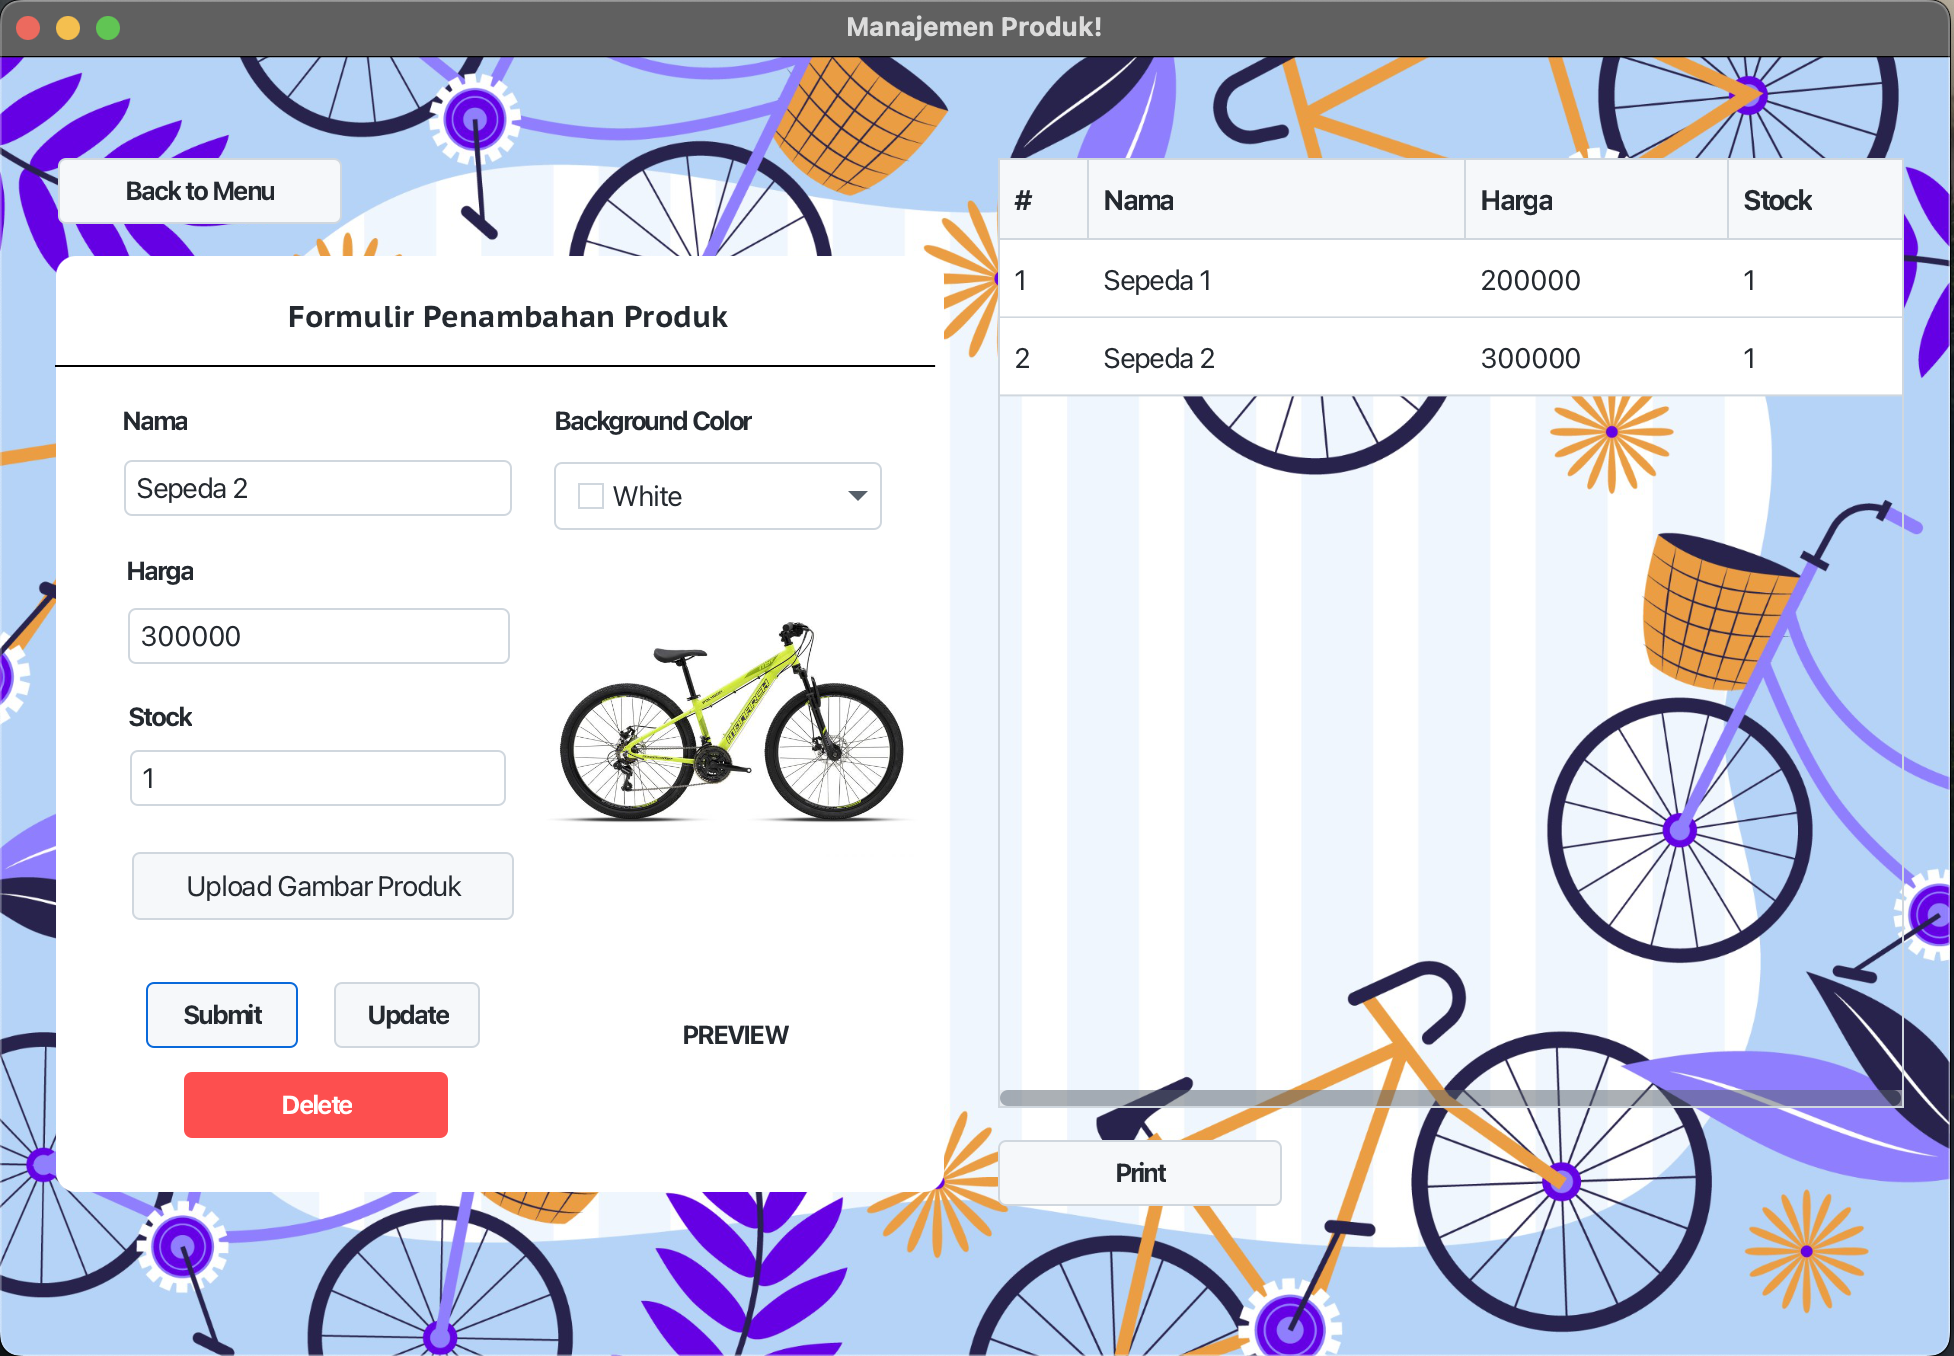 Manajemen Produk!
Back to Menu
Formulir Penambahan Produk
Nama
Sepeda 2
Background Color
White
Harga
300000
Stock
1
Upload Gambar Produk
Submit
Update
Delete
PREVIEW
# Nama Harga Stock
1 Sepeda 1 200000 1
2 Sepeda 2 300000 1
Print